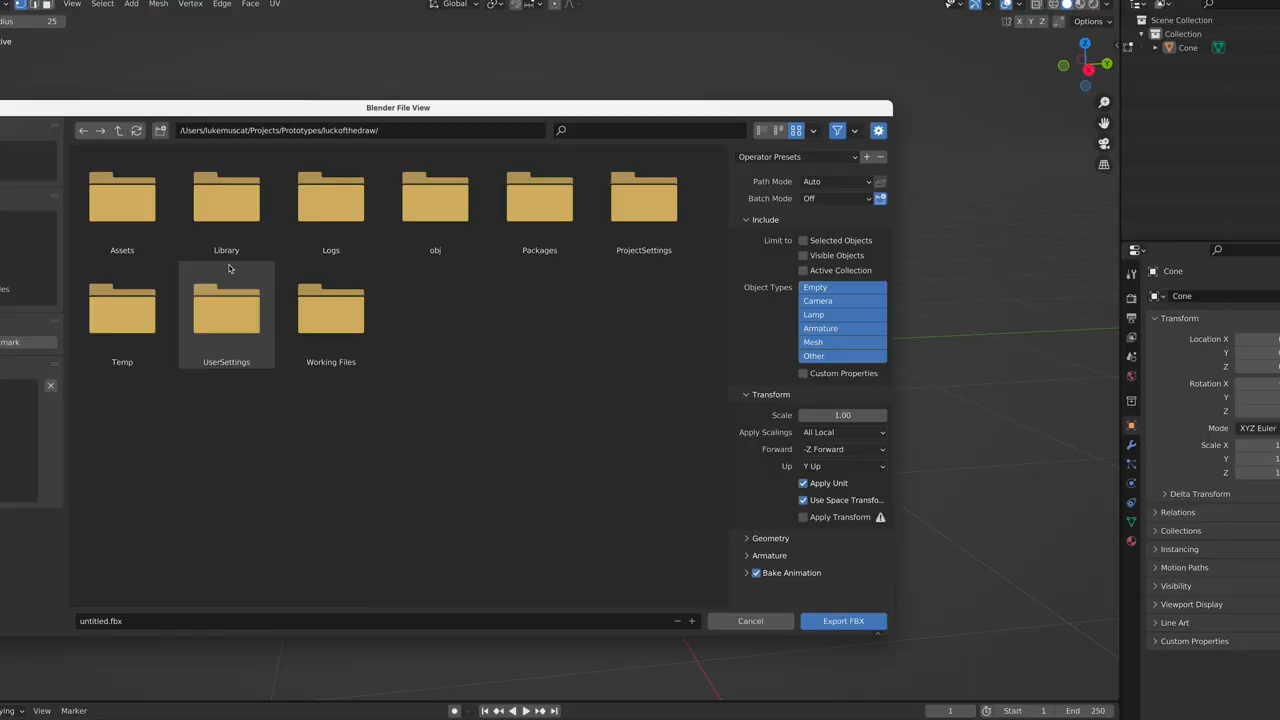 View Select Add Mesh Vertex Edge Face UV
Global
25
Options
X Y Z
Z
Y
X
Scene Collection
Collection
Cone
Blender File View
/Users/lukemuscat/Projects/Prototypes/luckofthedraw/
Assets
Library
Logs
obj
Packages
ProjectSettings
Temp
UserSettings
Working Files
Operator Presets
Path Mode Auto
Batch Mode Off
Include
Limit to Selected Objects
Visible Objects
Active Collection
Object Types Empty
Camera
Lamp
Armature
Mesh
Other
Custom Properties
Transform
Scale 1.00
Apply Scalings All Local
Forward -Z Forward
Up Y Up
Apply Unit
Use Space Transfo...
Apply Transform
Geometry
Armature
Bake Animation
untitled.fbx
Cancel
Export FBX
Cone
Cone
Transform
Location X
Y
Z
Rotation X
Y
Z
Mode XYZ Euler
Scale X
Y
Z
Delta Transform
Relations
Collections
Instancing
Motion Paths
Visibility
Viewport Display
Line Art
Custom Properties
View Marker
1
Start 1
End 250